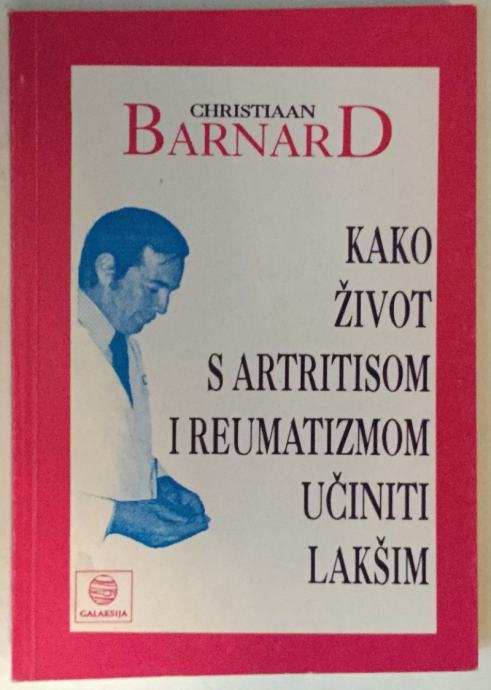 CHRISTIAAN
BARNARD
KAKO
ŽIVOT
S ARTRITISOM
I REUMATIZMOM
UČINITI
LAKŠIM
GALAKSIJA